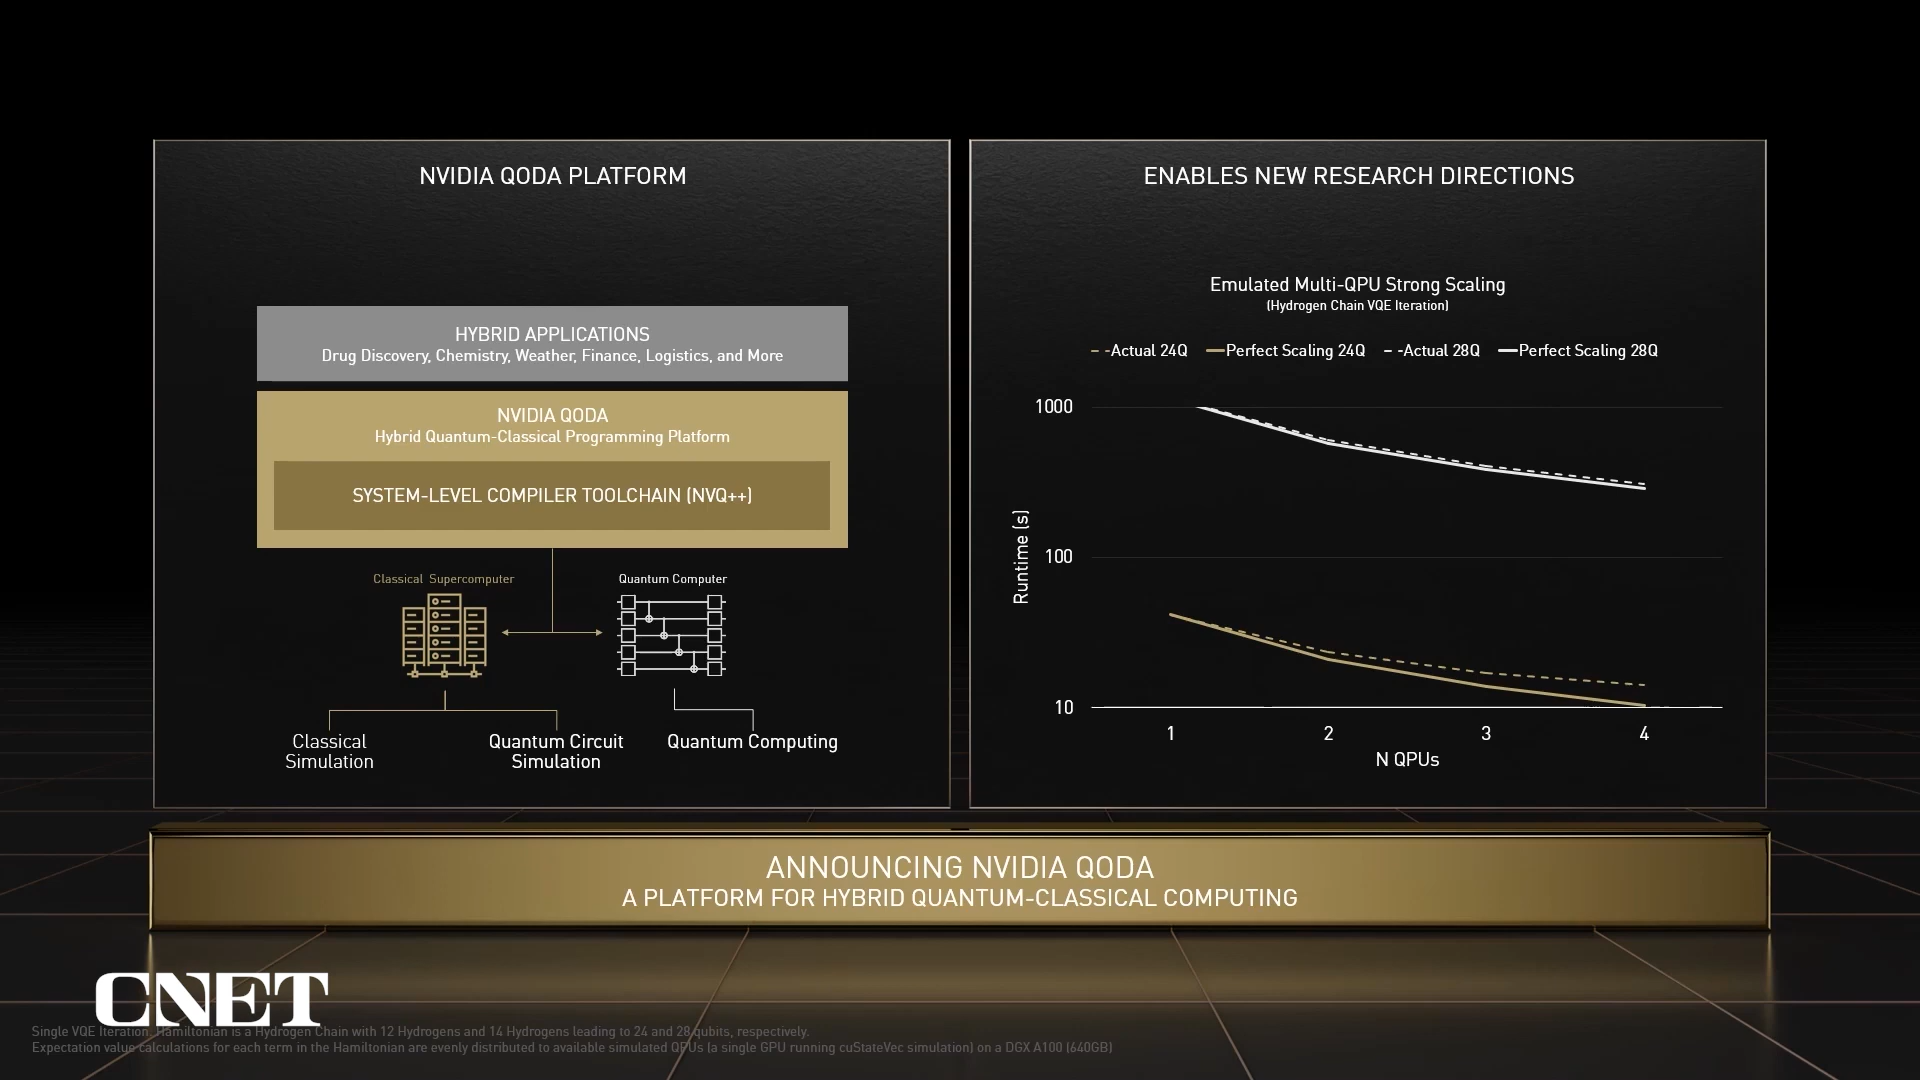 NVIDIA QODA PLATFORM
HYBRID APPLICATIONS
Drug Discovery, Chemistry, Weather, Finance, Logistics, and More
NVIDIA QODA
Hybrid Quantum-Classical Programming Platform
SYSTEM-LEVEL COMPILER TOOLCHAIN (NVQ++)
Classical Supercomputer
Quantum Computer
Classical
Simulation
Quantum Circuit
Simulation
Quantum Computing
ENABLES NEW RESEARCH DIRECTIONS
Emulated Multi-QPU Strong Scaling
(Hydrogen Chain VQE Iteration)
Actual 24Q Perfect Scaling 24Q Actual 28Q Perfect Scaling 28Q
1000
100
10
Runtime (s)
1 2 3 4
N QPUs
ANNOUNCING NVIDIA QODA
A PLATFORM FOR HYBRID QUANTUM-CLASSICAL COMPUTING
CNET
Single VQE Iteration. Hamiltonian is a Hydrogen Chain with 12 Hydrogens and 14 Hydrogens leading to 24 and 28 qubits, respectively.
Expectation value calculations for each term in the Hamiltonian are evenly distributed to available simulated QPUs (a single GPU running cuStateVec simulation) on a DGX A100 (640GB)